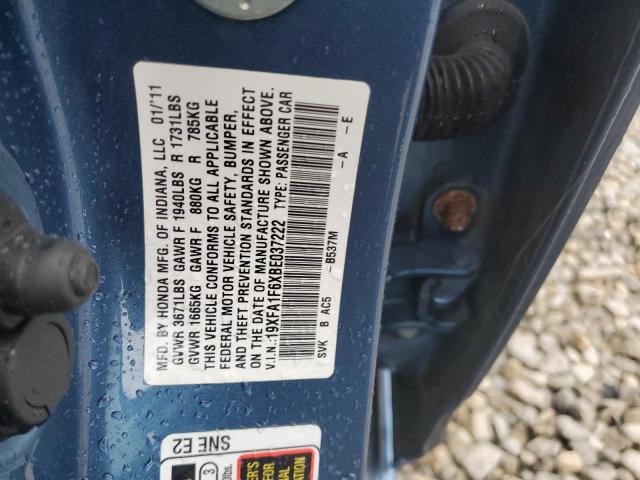 MFD. BY HONDA MFG. OF INDIANA, LLC 01/'11
GVWR 3671LBS GAWR F 1940LBS R 1731LBS
GVWR 1665KG GAWR F 880KG R 785KG
THIS VEHICLE CONFORMS TO ALL APPLICABLE
FEDERAL MOTOR VEHICLE SAFETY, BUMPER,
AND THEFT PREVENTION STANDARDS IN EFFECT
ON THE DATE OF MANUFACTURE SHOWN ABOVE.
V.I.N.:19XFA1F6XBE037222 TYPE: PASSENGER CAR
SVK B AC5 -B537M -A -E
SNE E2
3
lbs.